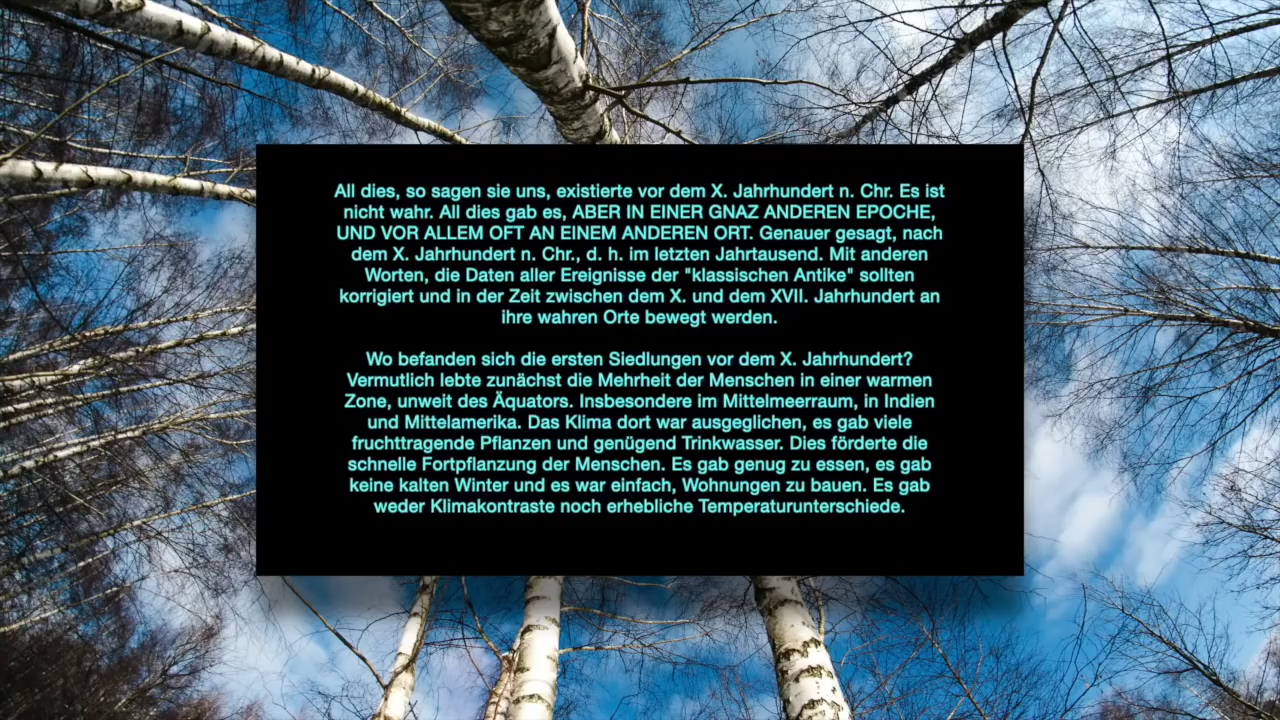 All dies, so sagen sie uns, existierte vor dem X. Jahrhundert n. Chr. Es ist
nicht wahr. All dies gab es, ABER IN EINER GNAZ ANDEREN EPOCHE,
UND VOR ALLEM OFT AN EINEM ANDEREN ORT. Genauer gesagt, nach
dem X. Jahrhundert n. Chr., d. h. im letzten Jahrtausend. Mit anderen
Worten, die Daten aller Ereignisse der "klassischen Antike" sollten
korrigiert und in der Zeit zwischen dem X. und dem XVII. Jahrhundert an
ihre wahren Orte bewegt werden.
Wo befanden sich die ersten Siedlungen vor dem X. Jahrhundert?
Vermutlich lebte zunächst die Mehrheit der Menschen in einer warmen
Zone, unweit des Äquators. Insbesondere im Mittelmeerraum, in Indien
und Mittelamerika. Das Klima dort war ausgeglichen, es gab viele
fruchttragende Pflanzen und genügend Trinkwasser. Dies förderte die
schnelle Fortpflanzung der Menschen. Es gab genug zu essen, es gab
keine kalten Winter und es war einfach, Wohnungen zu bauen. Es gab
weder Klimakontraste noch erhebliche Temperaturunterschiede.